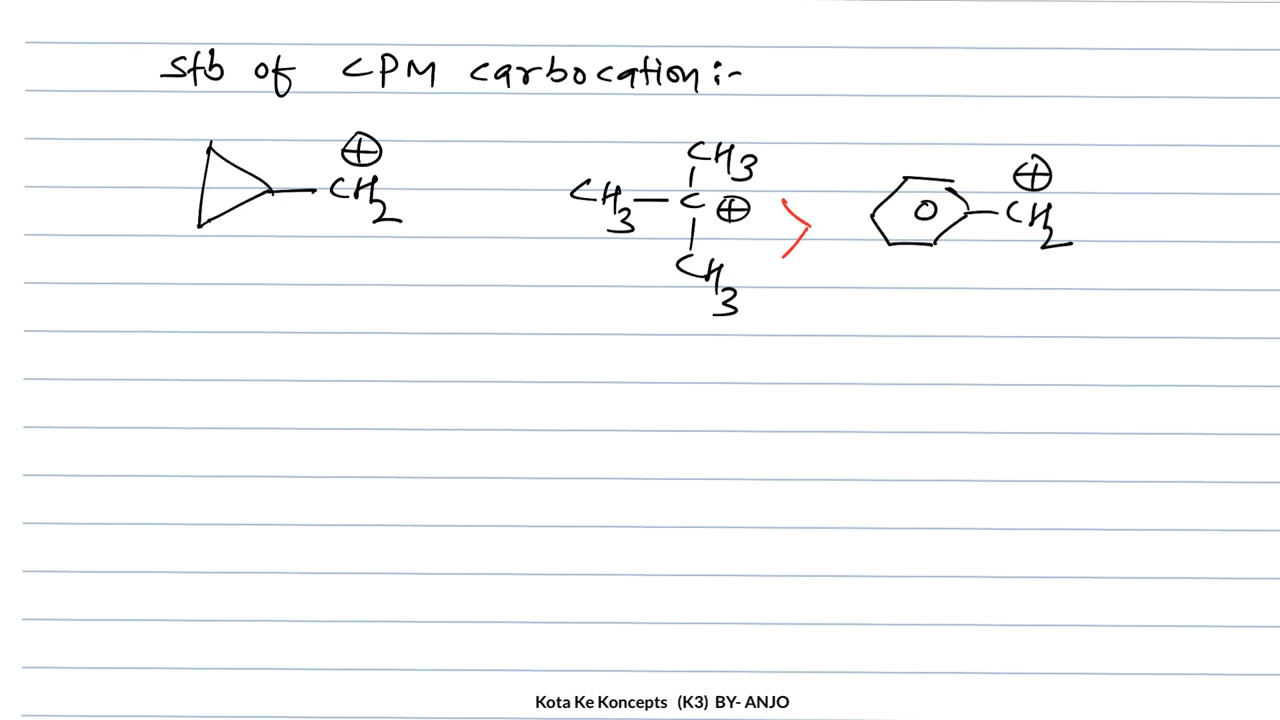 Stb of CPM carbocation :-
⊕ CH3 ⊕
CH2 CH3 — C ⊕ > CH2
CH3
Kota Ke Koncepts (K3) BY- ANJO